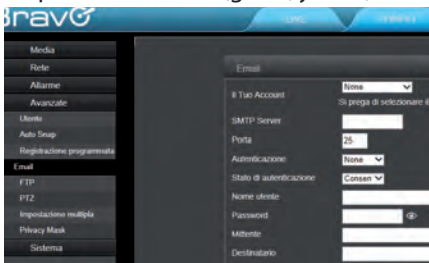 Bravo
LIVE
Media
Rete
Allarme
Avanzate
Utente
Auto Snap
Registrazione programmata
Email
FTP
PTZ
Impostazione multipla
Privacy Mask
Sistema
Email
Il Tuo Account
None
Si prega di selezionare il
SMTP Server
Porta
25
Autenticazione
None
Stato di autenticazione
Consen
Nome utente
Password
Mittente
Destinatario